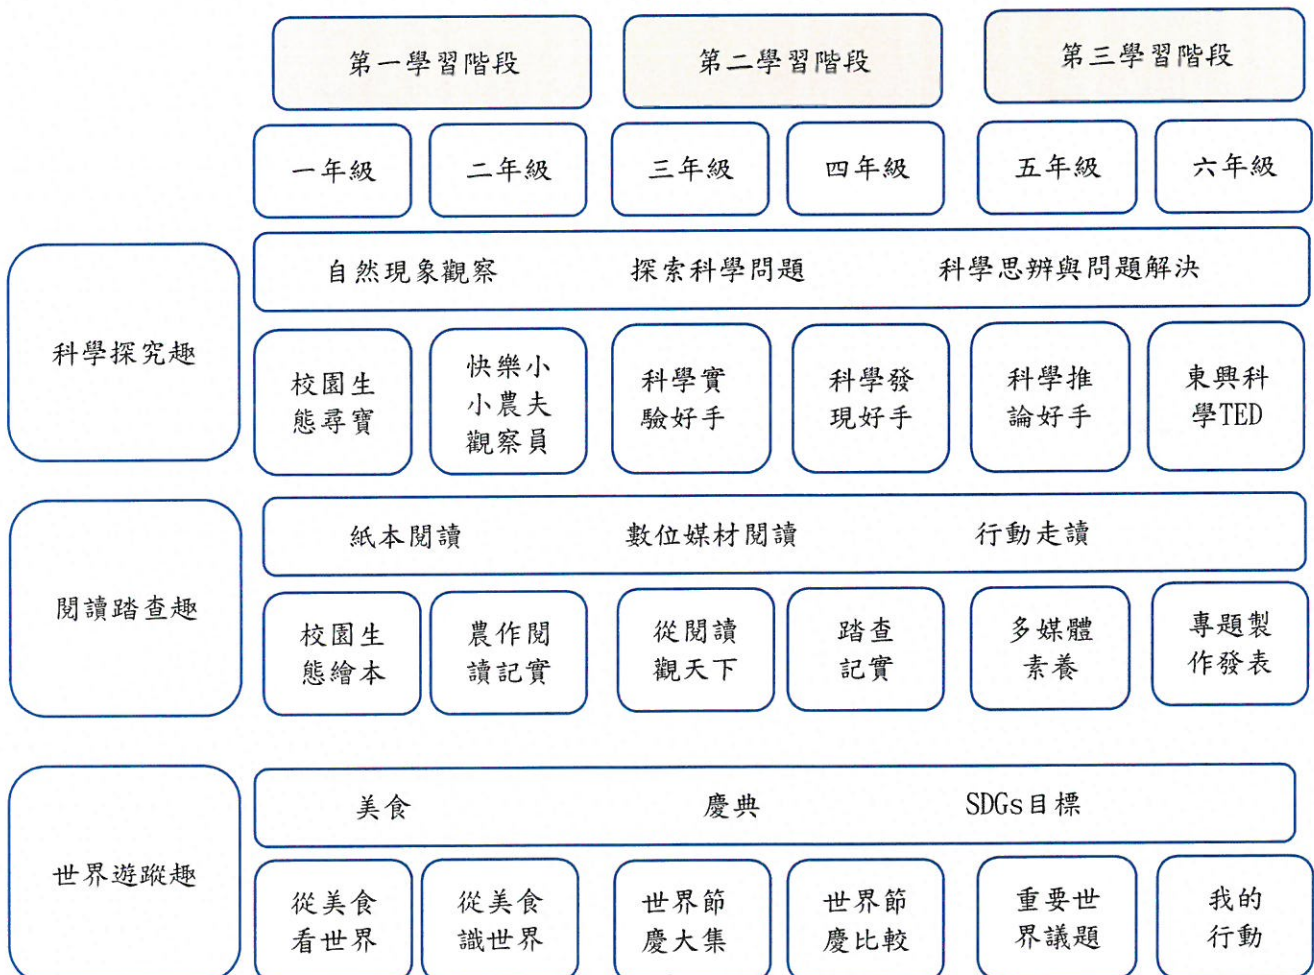 第一學習階段 第二學習階段 第三學習階段
一年級 二年級 三年級 四年級 五年級 六年級
科學探究趣
自然現象觀察 探索科學問題 科學思辨與問題解決
校園生
態尋寶
快樂小
小農夫
觀察員
科學實
驗好手
科學發
現好手
科學推
論好手
東興科
學TED
閱讀踏查趣
紙本閱讀 數位媒材閱讀 行動走讀
校園生
態繪本
農作閱
讀記實
從閱讀
觀天下
踏查
記實
多媒體
素養
專題製
作發表
世界遊蹤趣
美食 慶典 SDGs目標
從美食
看世界
從美食
識世界
世界節
慶大集
世界節
慶比較
重要世
界議題
我的
行動